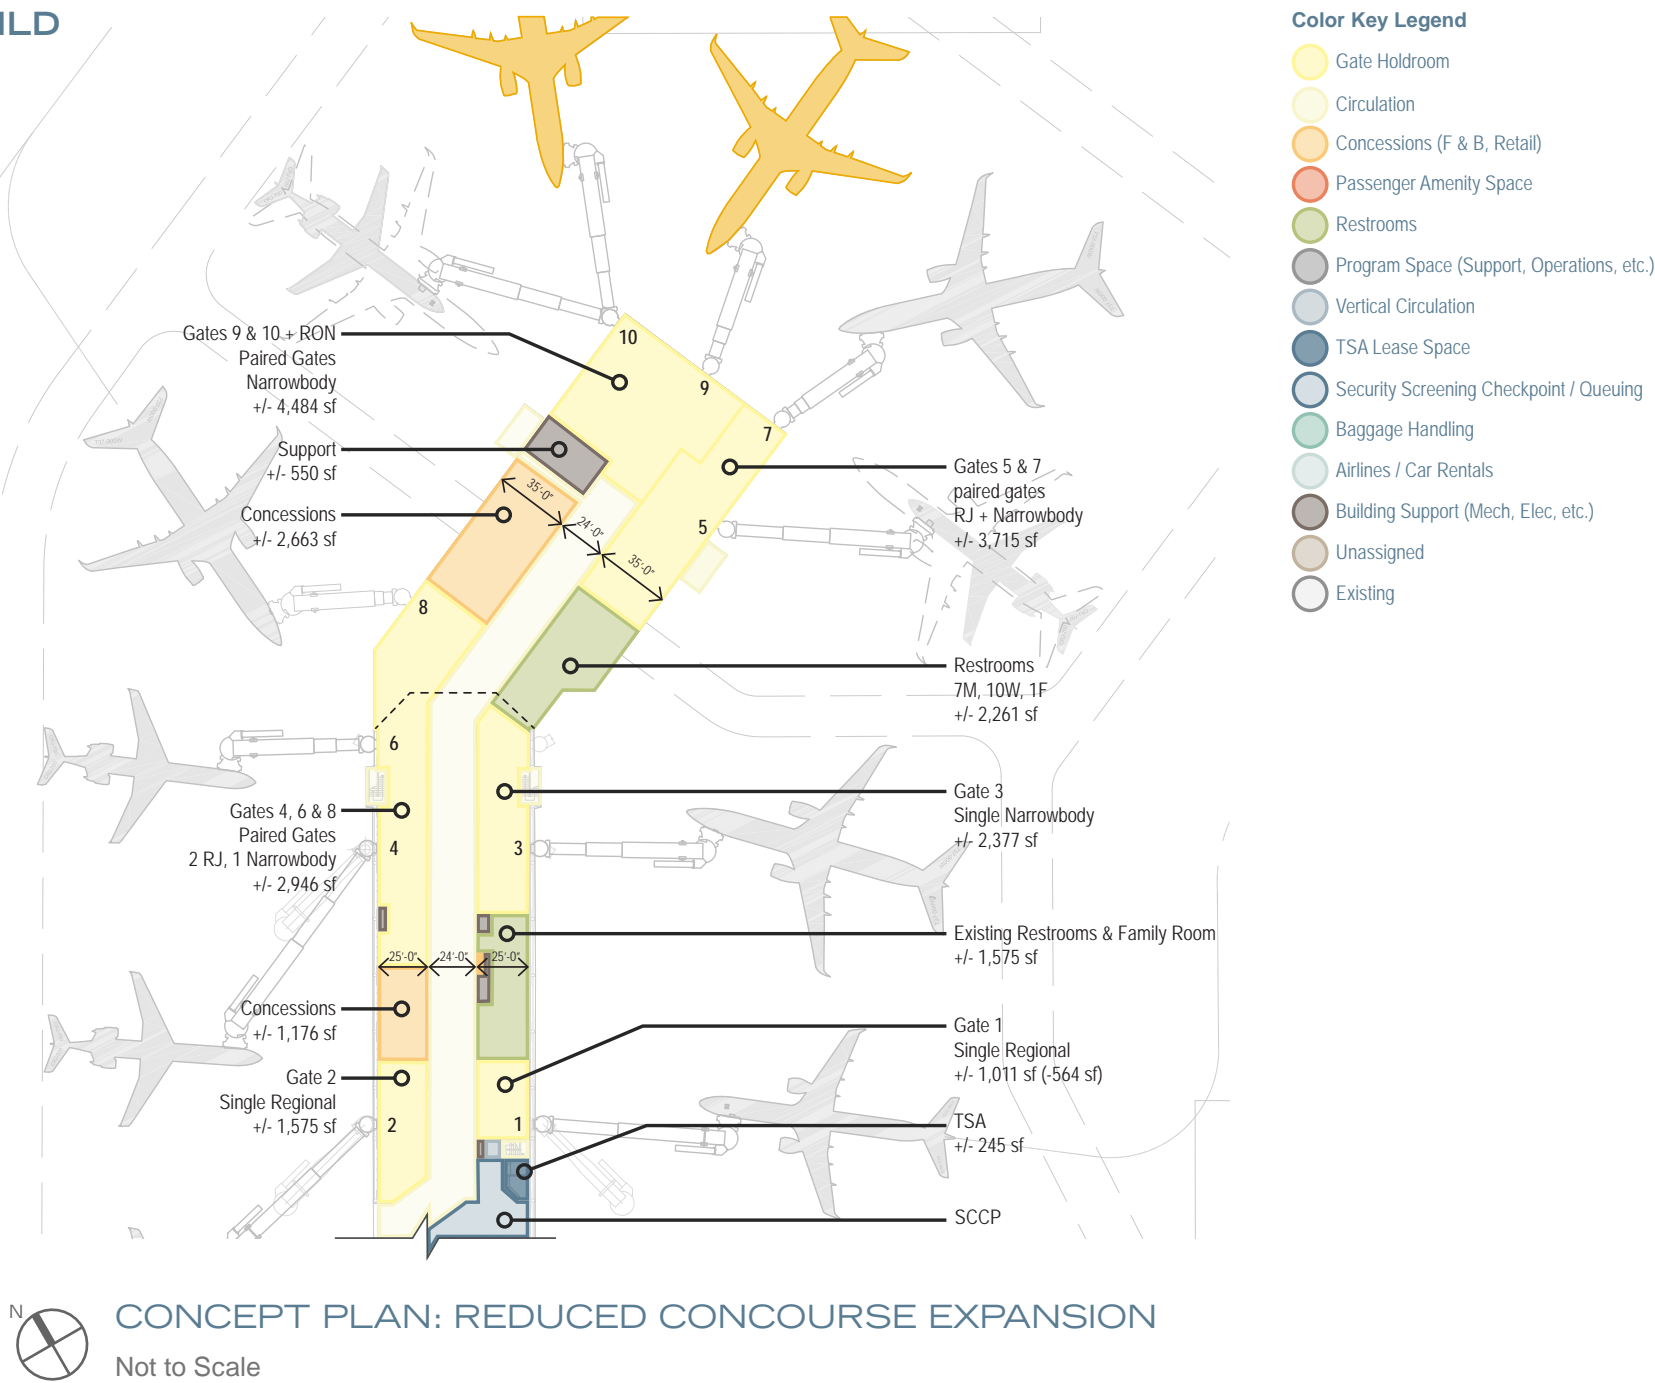 ILD
Color Key Legend
Gate Holdroom
Circulation
Concessions (F & B, Retail)
Passenger Amenity Space
Restrooms
Program Space (Support, Operations, etc.)
Vertical Circulation
TSA Lease Space
Security Screening Checkpoint / Queuing
Baggage Handling
Airlines / Car Rentals
Building Support (Mech, Elec, etc.)
Unassigned
Existing
Gates 9 & 10 + RON
Paired Gates
Narrowbody
+/- 4,484 sf
Support
+/- 550 sf
Concessions
+/- 2,663 sf
10
9
7
5
8
35'-0"
24'-0"
35'-0"
Gates 5 & 7
paired gates
RJ + Narrowbody
+/- 3,715 sf
Restrooms
7M, 10W, 1F
+/- 2,261 sf
6
4
3
Gates 4, 6 & 8
Paired Gates
2 RJ, 1 Narrowbody
+/- 2,946 sf
Gate 3
Single Narrowbody
+/- 2,377 sf
Existing Restrooms & Family Room
+/- 1,575 sf
25'-0"
24'-0"
25'-0"
Concessions
+/- 1,176 sf
Gate 2
Single Regional
+/- 1,575 sf
Gate 1
Single Regional
+/- 1,011 sf (-564 sf)
2
1
TSA
+/- 245 sf
SCCP
N
CONCEPT PLAN: REDUCED CONCOURSE EXPANSION
Not to Scale